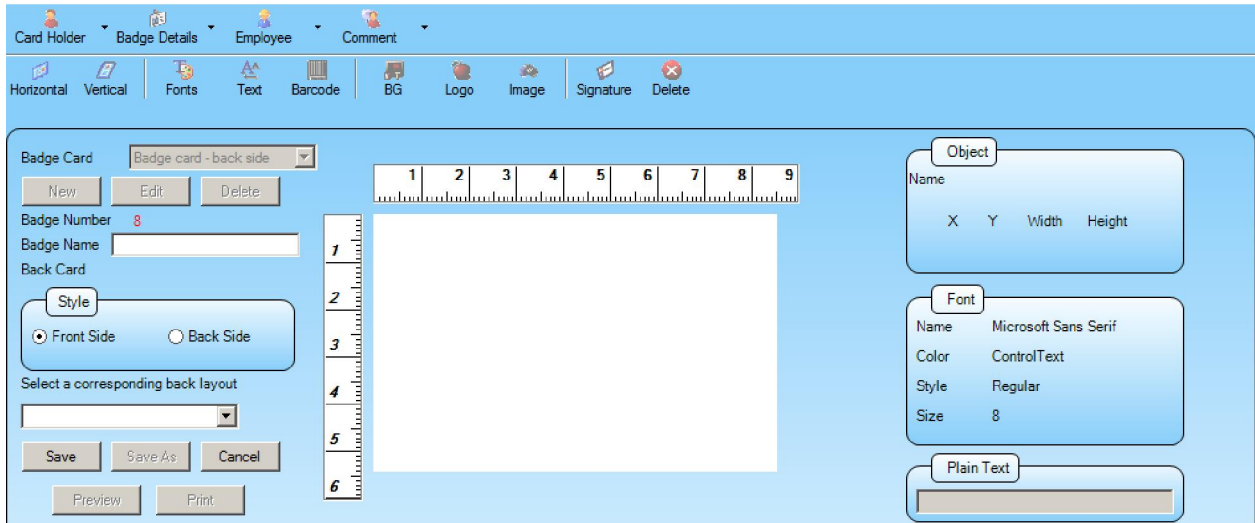 Card Holder Badge Details Employee Comment
Horizontal Vertical Fonts Text Barcode BG Logo Image Signature Delete
Badge Card Badge card - back side
New Edit Delete
Badge Number 8
Badge Name
Back Card
Style
Front Side Back Side
Select a corresponding back layout
Save Save As Cancel
Preview Print
1 2 3 4 5 6 7 8 9
1
2
3
4
5
6
Object
Name
X Y Width Height
Font
Name Microsoft Sans Serif
Color ControlText
Style Regular
Size 8
Plain Text